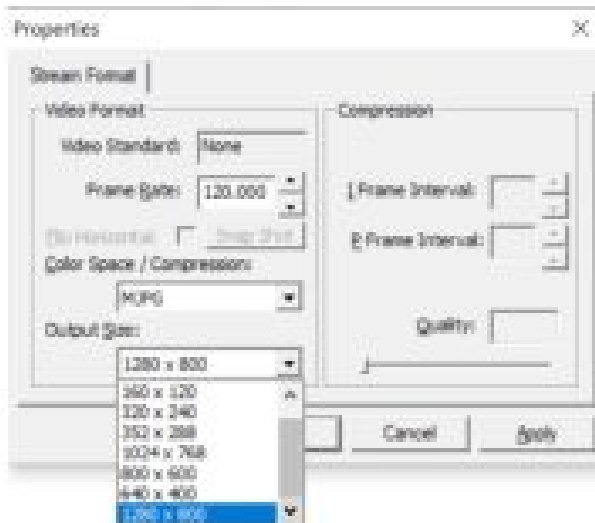 Properties
Stream Format
Video Format
Video Standard: None
Frame Rate: 120.000
Flip Horizontal Snap Shot
Color Space / Compression:
MJPG
Output Size:
1280 x 800
160 x 120
320 x 240
352 x 288
1024 x 768
800 x 600
640 x 400
1280 x 800
Compression
I Frame Interval:
P Frame Interval:
Quality:
Cancel
Apply